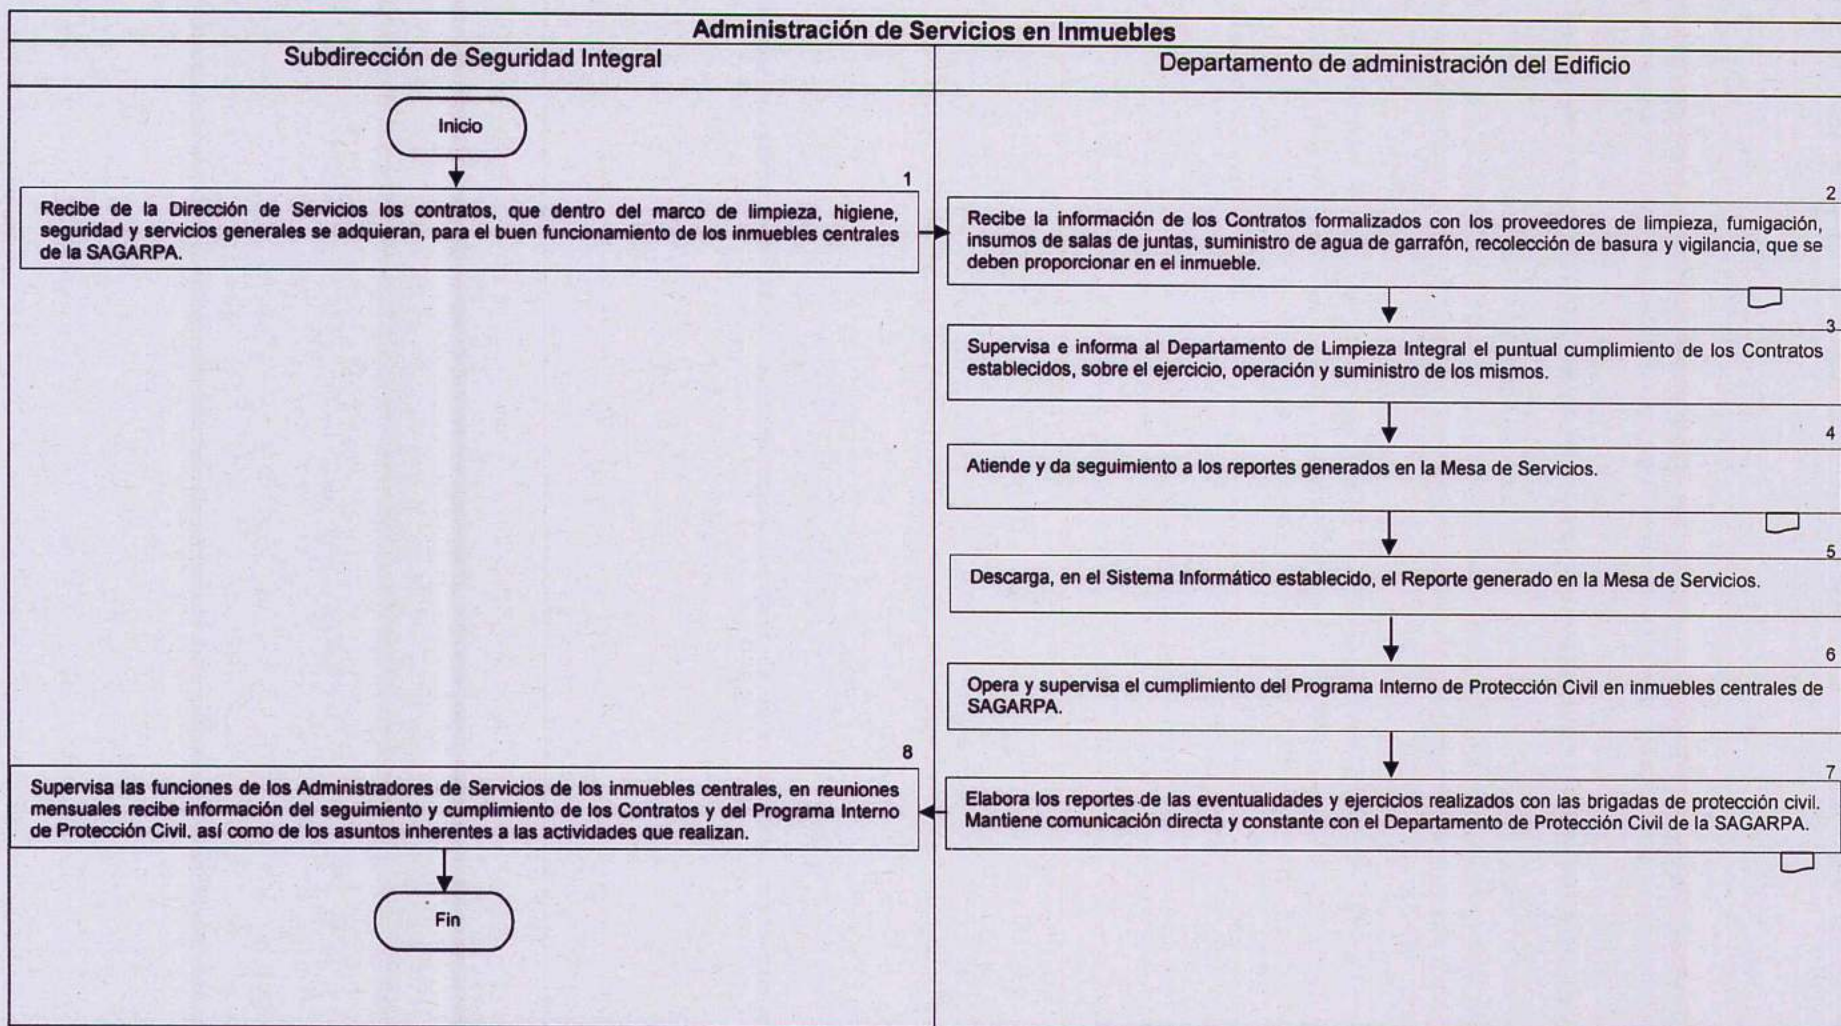 Administración de Servicios en Inmuebles
Subdirección de Seguridad Integral
Departamento de administración del Edificio
Inicio
1
Recibe de la Dirección de Servicios los contratos, que dentro del marco de limpieza, higiene,
seguridad y servicios generales se adquieran, para el buen funcionamiento de los inmuebles centrales
de la SAGARPA.
2
Recibe la información de los Contratos formalizados con los proveedores de limpieza, fumigación,
insumos de salas de juntas, suministro de agua de garrafón, recolección de basura y vigilancia, que se
deben proporcionar en el inmueble.
3
Supervisa e informa al Departamento de Limpieza Integral el puntual cumplimiento de los Contratos
establecidos, sobre el ejercicio, operación y suministro de los mismos.
4
Atiende y da seguimiento a los reportes generados en la Mesa de Servicios.
5
Descarga, en el Sistema Informático establecido, el Reporte generado en la Mesa de Servicios.
6
Opera y supervisa el cumplimiento del Programa Interno de Protección Civil en inmuebles centrales de
SAGARPA.
7
Elabora los reportes de las eventualidades y ejercicios realizados con las brigadas de protección civil.
Mantiene comunicación directa y constante con el Departamento de Protección Civil de la SAGARPA.
8
Supervisa las funciones de los Administradores de Servicios de los inmuebles centrales, en reuniones
mensuales recibe información del seguimiento y cumplimiento de los Contratos y del Programa Interno
de Protección Civil, así como de los asuntos inherentes a las actividades que realizan.
Fin